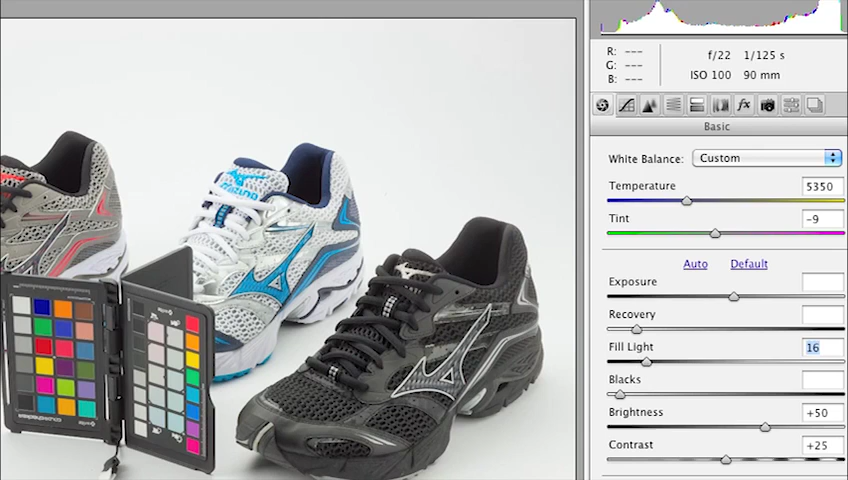 R: ---
G: ---
B: ---
f/22 1/125 s
ISO 100 90 mm
fx
Basic
White Balance: Custom
Temperature 5350
Tint -9
Auto Default
Exposure
Recovery
Fill Light 16
Blacks
Brightness +50
Contrast +25
mizuno